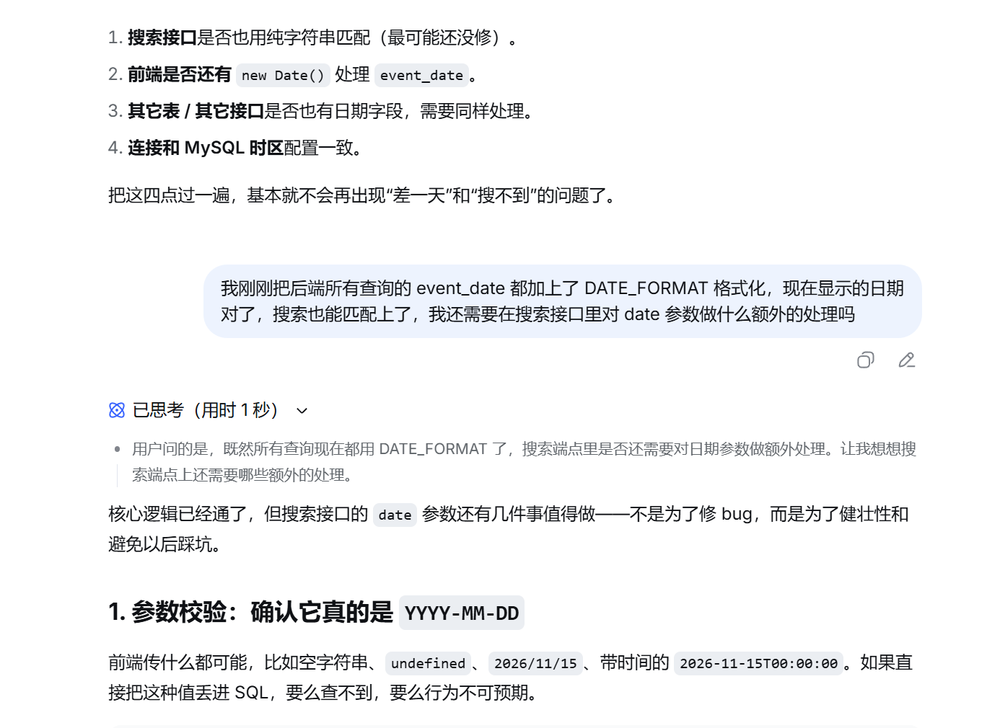 1. 搜索接口是否也用纯字符串匹配（最可能还没修）。
2. 前端是否还有 new Date() 处理 event_date。
3. 其它表 / 其它接口是否也有日期字段，需要同样处理。
4. 连接和 MySQL 时区配置一致。
把这四点过一遍，基本就不会再出现“差一天”和“搜不到”的问题了。
我刚刚把后端所有查询的 event_date 都加上了 DATE_FORMAT 格式化，现在显示的日期
对了，搜索也能匹配上了，我还需要在搜索接口里对 date 参数做什么额外的处理吗
已思考（用时 1 秒）
用户问的是，既然所有查询现在都用 DATE_FORMAT 了，搜索端点里是否还需要对日期参数做额外处理。让我想想搜
索端点上还需要哪些额外的处理。
核心逻辑已经通了，但搜索接口的 date 参数还有几件事值得做——不是为了修 bug，而是为了健壮性和
避免以后踩坑。
1. 参数校验：确认它真的是 YYYY-MM-DD
前端传什么都可能，比如空字符串、undefined、2026/11/15、带时间的 2026-11-15T00:00:00。如果直
接把这种值丢进 SQL，要么查不到，要么行为不可预期。